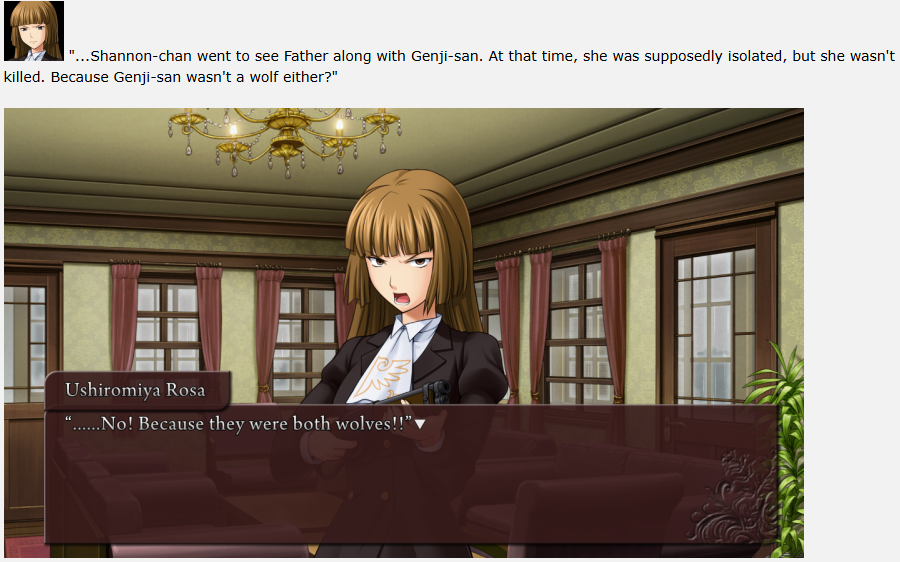 "...Shannon-chan went to see Father along with Genji-san. At that time, she was supposedly isolated, but she wasn't
killed. Because Genji-san wasn't a wolf either?"
Ushiromiya Rosa
“......No! Because they were both wolves!!”▼